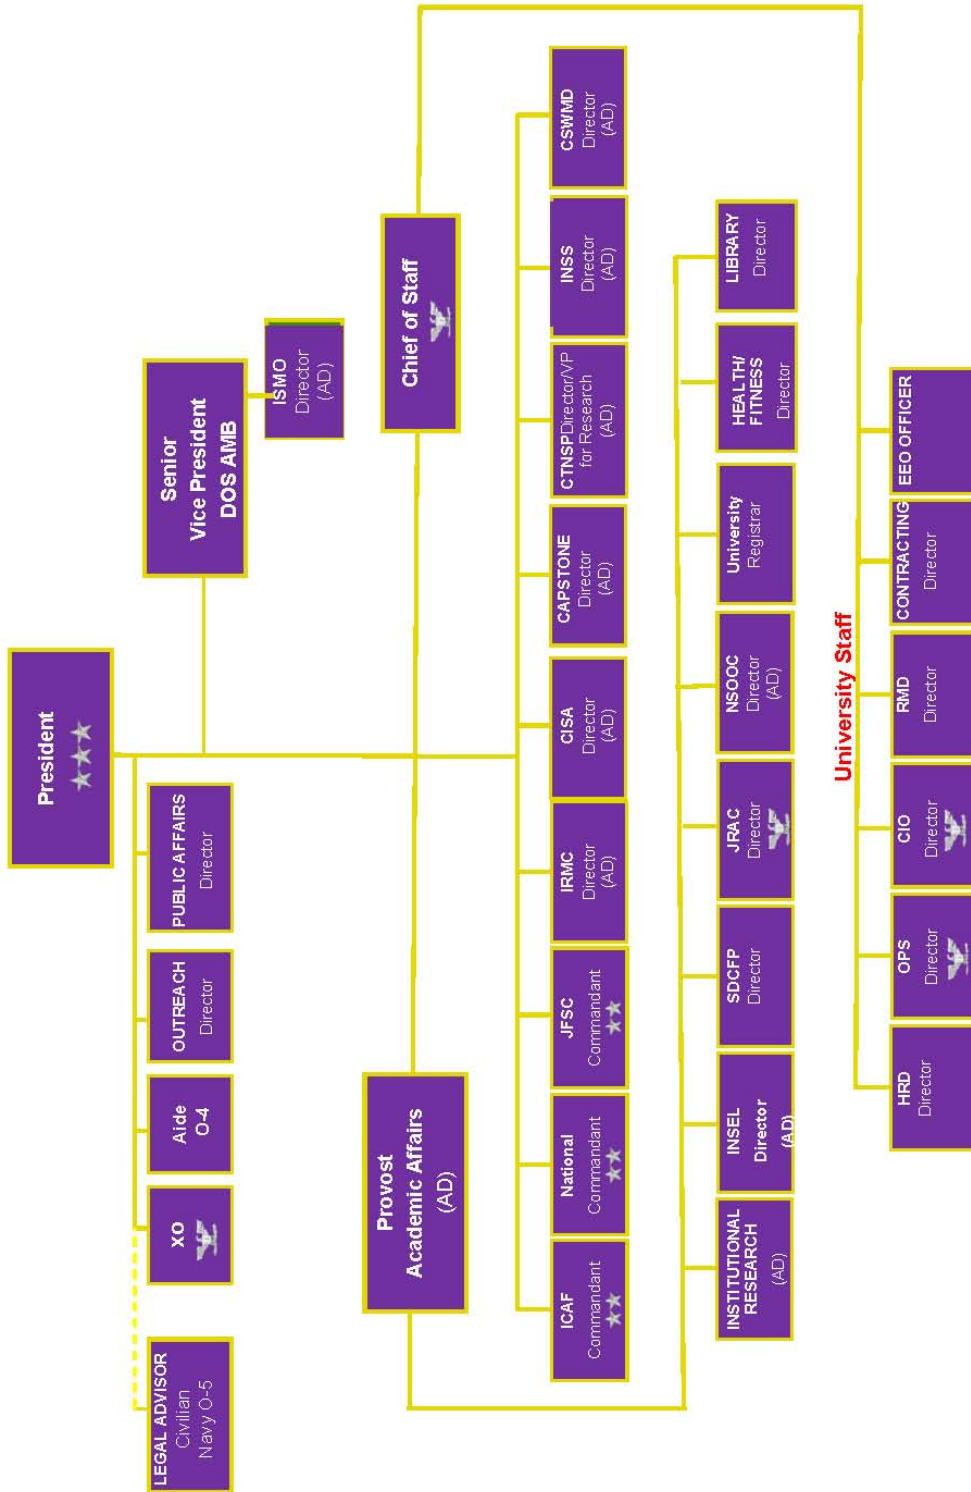 President
Senior
Vice President
DOS AMB
ISMO
Director
(AD)
LEGAL ADVISOR
Civilian
Navy O-5
XO
Aide
O-4
OUTREACH
Director
PUBLIC AFFAIRS
Director
Provost
Academic Affairs
(AD)
Chief of Staff
ICAF
Commandant
National
Commandant
JFSC
Commandant
IRMC
Director
(AD)
CISA
Director
(AD)
CAPSTONE
Director
(AD)
CTNSPDirector/VP
for Research
(AD)
INSS
Director
(AD)
CSWMD
Director
(AD)
INSTITUTIONAL
RESEARCH
(AD)
INSEL
Director
(AD)
SDCFP
Director
JRAC
Director
NSOOC
Director
(AD)
University
Registrar
HEALTH/
FITNESS
Director
LIBRARY
Director
University Staff
HRD
Director
OPS
Director
CIO
Director
RMD
Director
CONTRACTING
Director
EEO OFFICER